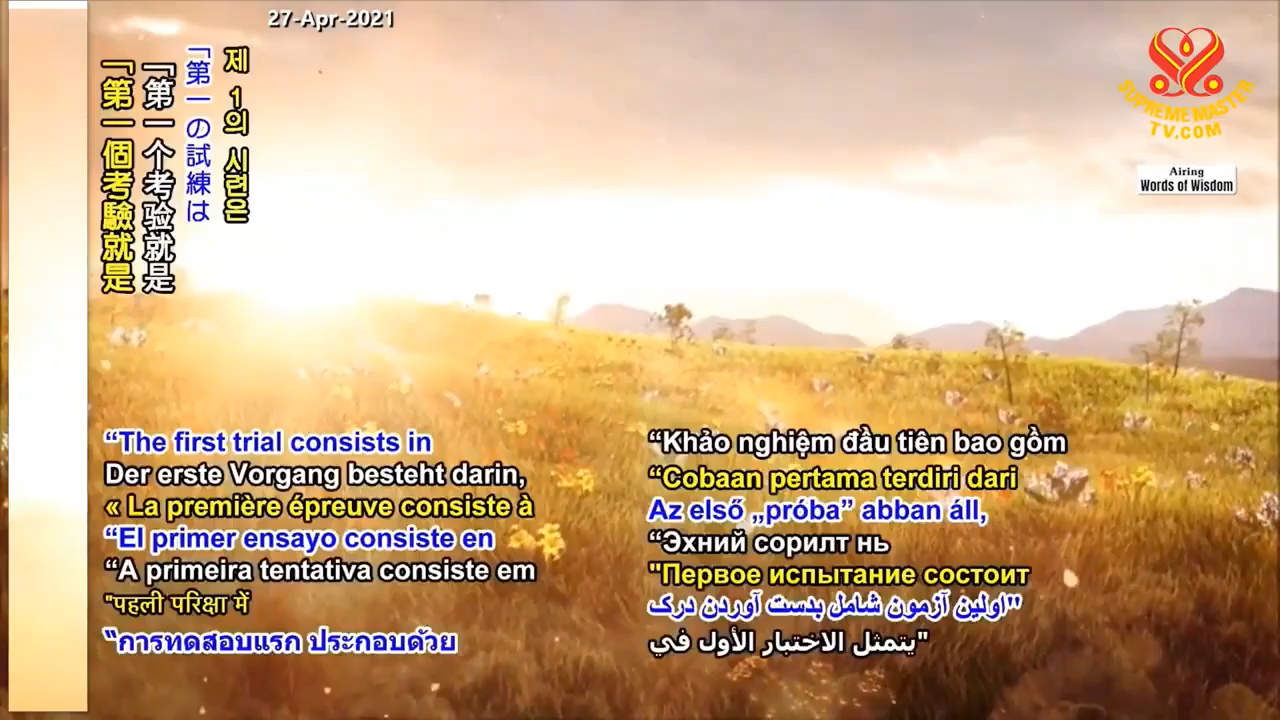 27-Apr-2021
SUPREME MASTER
TV.COM
Airing
Words of Wisdom
제 1의 시련은
「第一の試練は
「第一个考验就是
「第一個考驗就是
“The first trial consists in
Der erste Vorgang besteht darin,
« La première épreuve consiste à
“El primer ensayo consiste en
“A primeira tentativa consiste em
"पहली परिक्षा में
“การทดสอบแรก ประกอบด้วย
“Khảo nghiệm đầu tiên bao gồm
“Cobaan pertama terdiri dari
Az első „próba” abban áll,
“Эхний сорилт нь
"Первое испытание состоит
"اولین آزمون شامل بدست آوردن درک
"يتمثل الاختبار الأول في